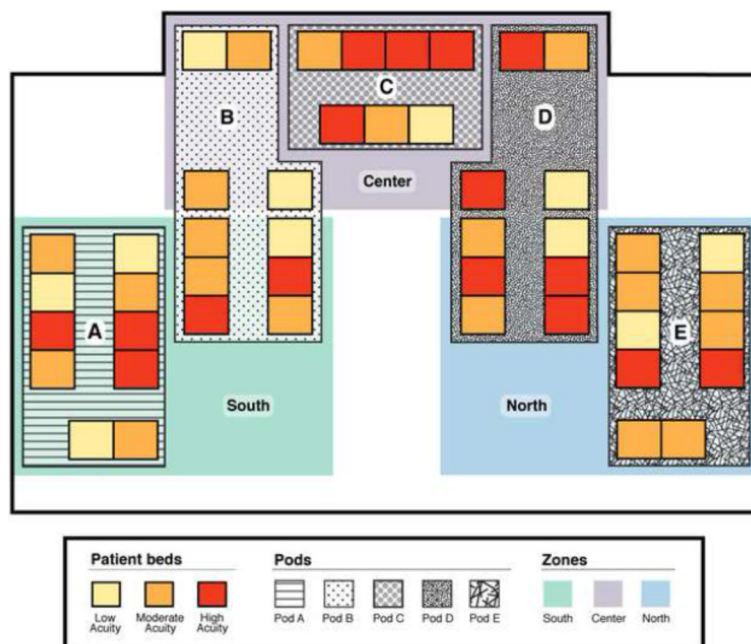 C
B
D
Center
A
E
South
North
Patient beds
Pods
Zones
Low
Acuity
Moderate
Acuity
High
Acuity
Pod A
Pod B
Pod C
Pod D
Pod E
South
Center
North